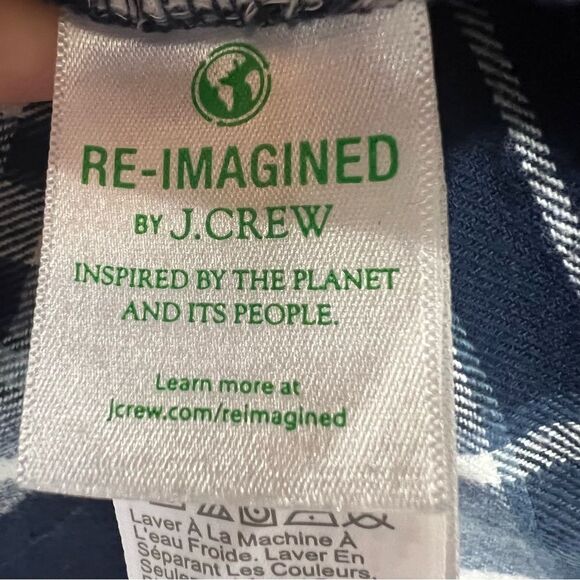 RE-IMAGINED
BY J.CREW
INSPIRED BY THE PLANET
AND ITS PEOPLE.
Learn more at
jcrew.com/reimagined
Laver À La Machine À
L'eau Froide. Laver En
Séparant Les Couleurs.